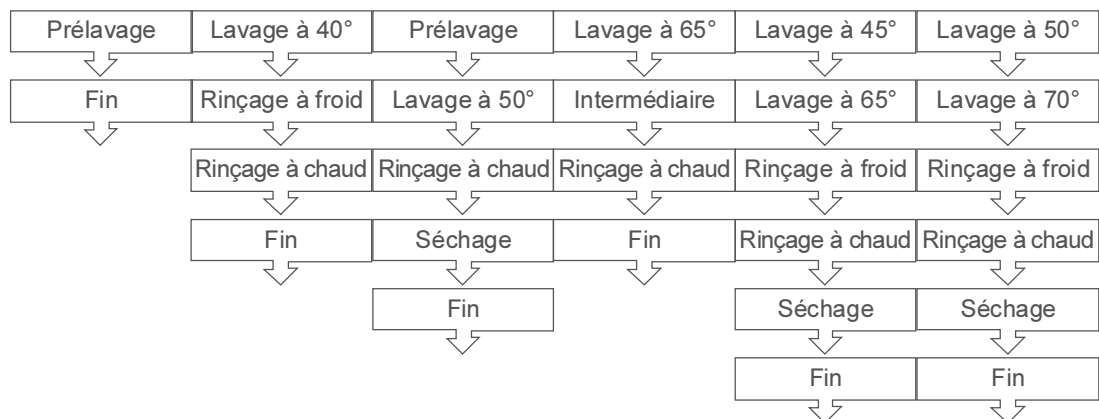 Prélavage Lavage à 40° Prélavage Lavage à 65° Lavage à 45° Lavage à 50°
Fin Rinçage à froid Lavage à 50° Intermédiaire Lavage à 65° Lavage à 70°
Rinçage à chaud Rinçage à chaud Rinçage à chaud Rinçage à froid Rinçage à froid
Fin Séchage Fin Rinçage à chaud Rinçage à chaud
Fin Séchage Séchage
Fin Fin